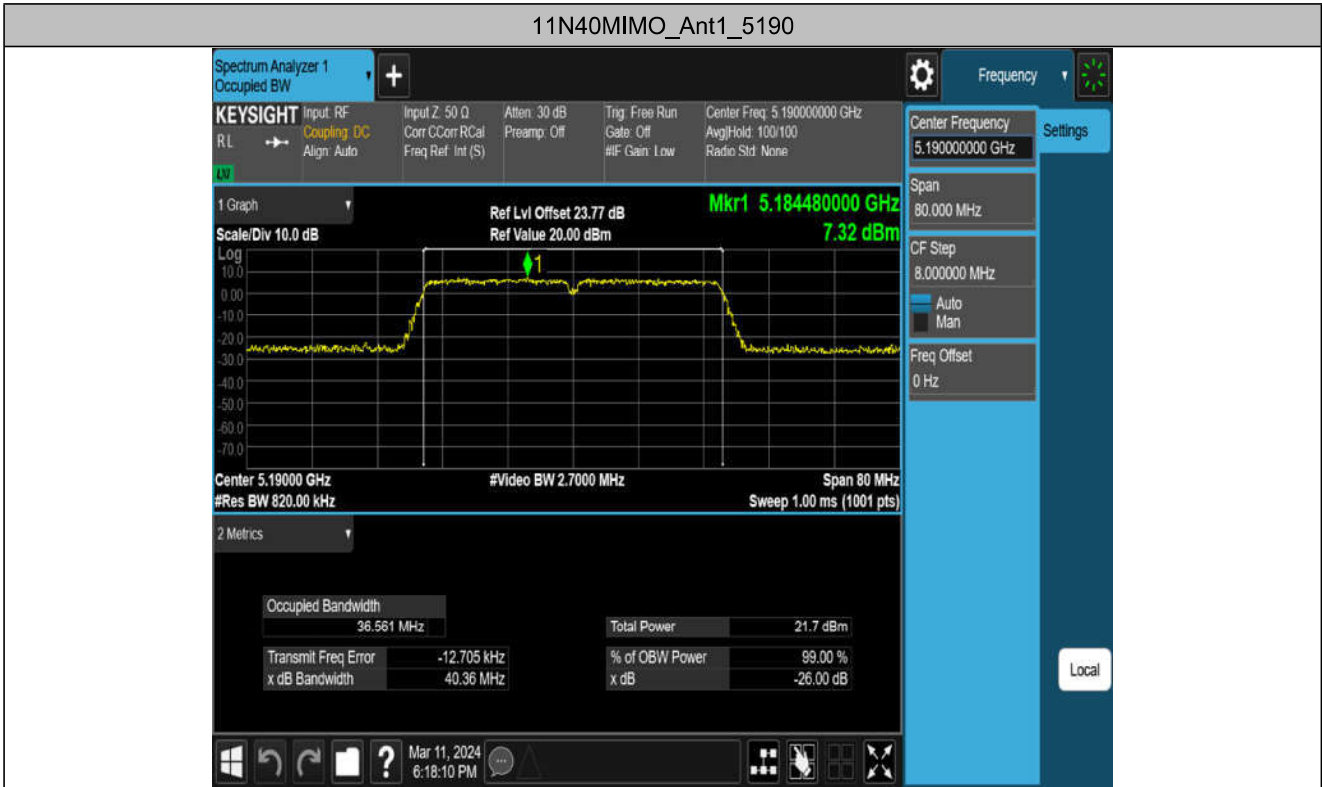 11N40MIMO_Ant1_5190
Spectrum Analyzer 1
Occupied BW
+
Frequency
KEYSIGHT
R L
LXI
Input: RF
Coupling: DC
Align: Auto
Input Z: 50 Ω
Corr CCorr RCal
Freq Ref: Int (S)
Atten: 30 dB
Preamp: Off
Trig: Free Run
Gate: Off
#IF Gain: Low
Center Freq: 5.190000000 GHz
Avg|Hold: 100/100
Radio Std: None
Center Frequency
5.190000000 GHz
Settings
Span
80.000 MHz
CF Step
8.000000 MHz
Auto
Man
Freq Offset
0 Hz
Local
1 Graph
Scale/Div 10.0 dB
Ref Lvl Offset 23.77 dB
Ref Value 20.00 dBm
Mkr1 5.184480000 GHz
7.32 dBm
Log
1
10.0
0.00
-10.0
-20.0
-30.0
-40.0
-50.0
-60.0
-70.0
Center 5.19000 GHz
#Res BW 820.00 kHz
#Video BW 2.7000 MHz
Span 80 MHz
Sweep 1.00 ms (1001 pts)
2 Metrics
Occupied Bandwidth
36.561 MHz
Total Power 21.7 dBm
Transmit Freq Error -12.705 kHz
% of OBW Power 99.00 %
x dB Bandwidth 40.36 MHz
x dB -26.00 dB
?
Mar 11, 2024
6:18:10 PM